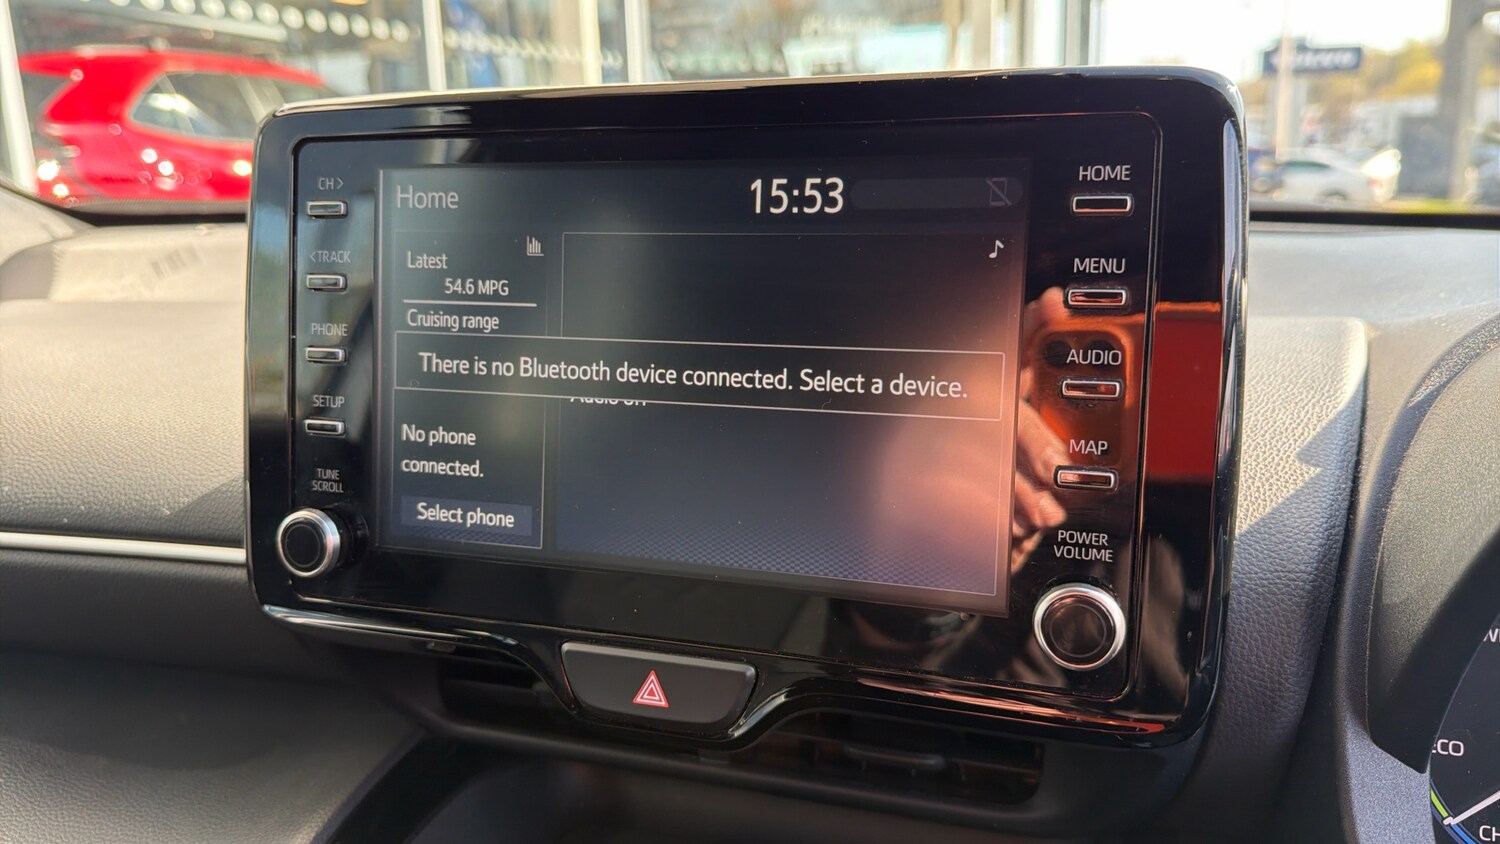 Home
15:53
Latest
54.6 MPG
Cruising range
There is no Bluetooth device connected. Select a device.
No phone
connected.
Select phone
CH>
<TRACK
PHONE
SETUP
TUNE
SCROLL
HOME
MENU
AUDIO
MAP
POWER
VOLUME
ECO